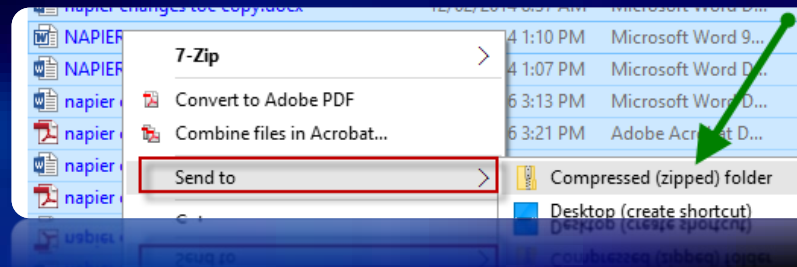 napier changes toc copy.docx 12/02/2014 8:37 AM Microsoft Word D...
NAPIER 4 1:10 PM Microsoft Word 9...
7-Zip
NAPIER 4 1:07 PM Microsoft Word D...
napier 6 3:13 PM Microsoft Word D...
Convert to Adobe PDF
napier 6 3:21 PM Adobe Acrobat D...
Combine files in Acrobat...
napier
Send to Compressed (zipped) folder
napier
Desktop (create shortcut)